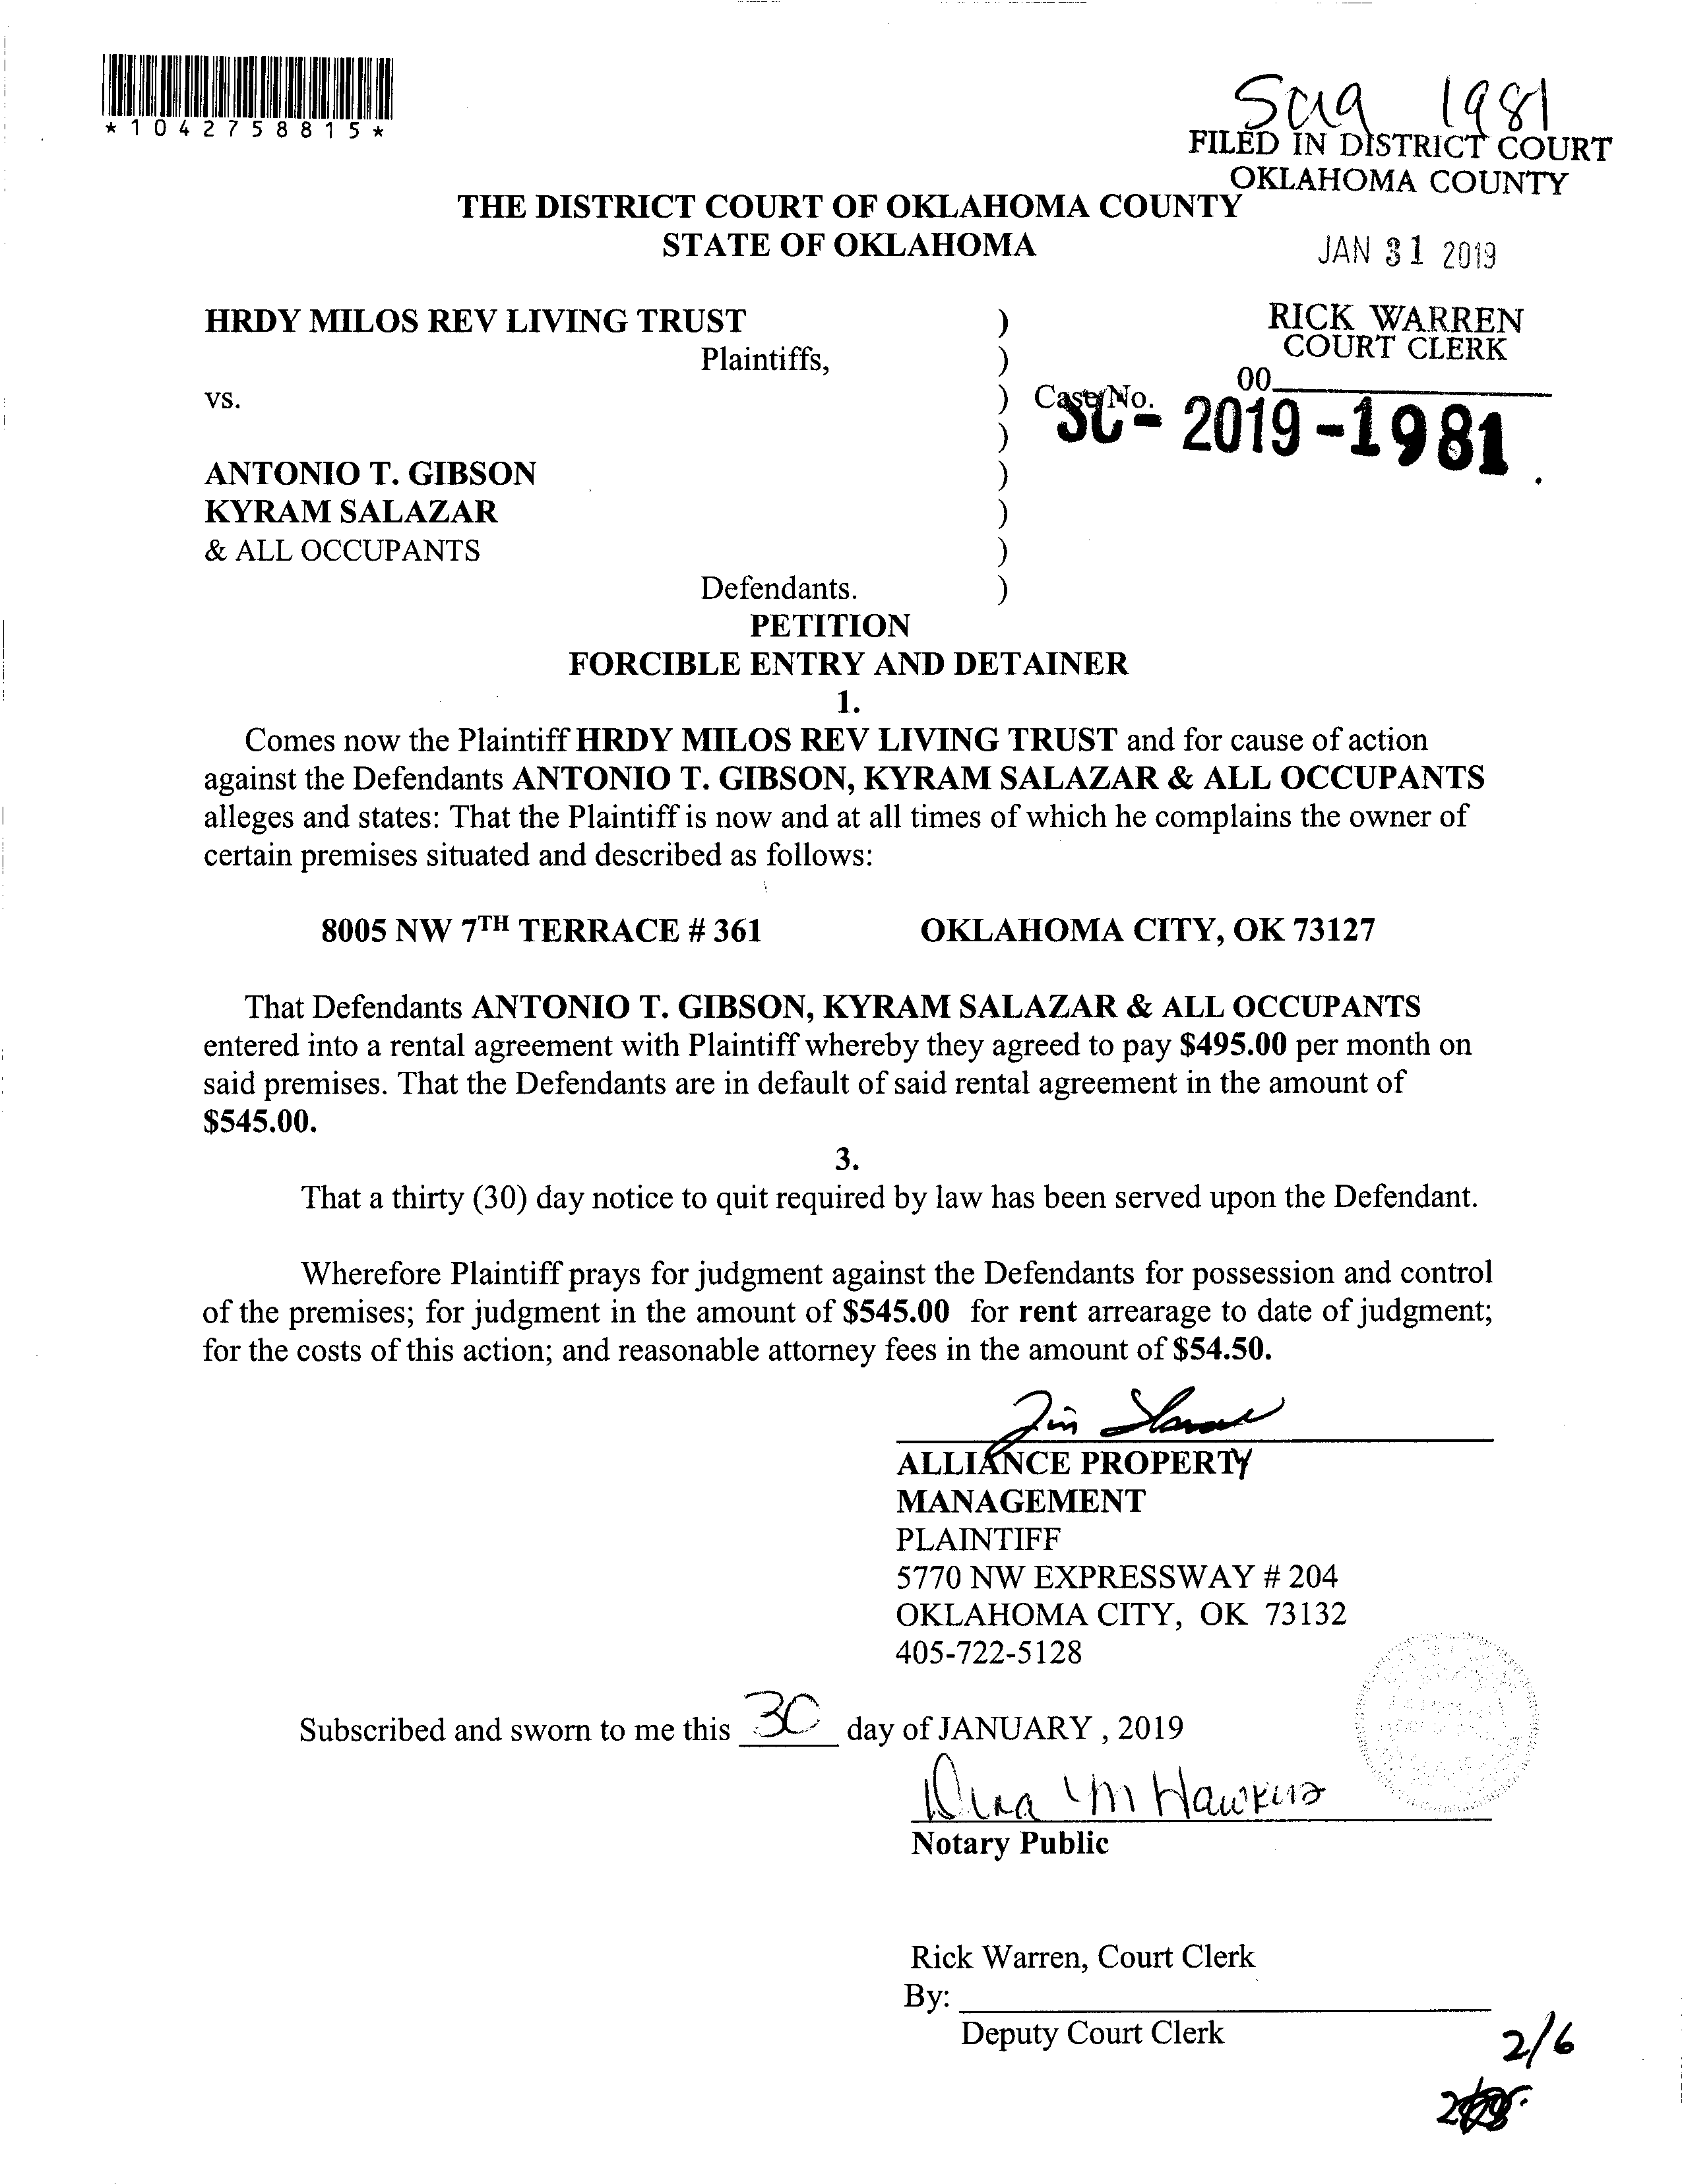 *1042758815*
1981
FILED IN DISTRICT COURT
OKLAHOMA COUNTY
THE DISTRICT COURT OF OKLAHOMA COUNTY
STATE OF OKLAHOMA
JAN 31 2019
HRDY MILOS REV LIVING TRUST )
RICK WARREN
COURT CLERK
Plaintiffs, )
00
vs. ) Case No.
) SC - 2019 - 1981
ANTONIO T. GIBSON )
KYRAM SALAZAR )
& ALL OCCUPANTS )
Defendants. )
PETITION
FORCIBLE ENTRY AND DETAINER
1.
Comes now the Plaintiff HRDY MILOS REV LIVING TRUST and for cause of action
against the Defendants ANTONIO T. GIBSON, KYRAM SALAZAR & ALL OCCUPANTS
alleges and states: That the Plaintiff is now and at all times of which he complains the owner of
certain premises situated and described as follows:
8005 NW 7TH TERRACE # 361 OKLAHOMA CITY, OK 73127
That Defendants ANTONIO T. GIBSON, KYRAM SALAZAR & ALL OCCUPANTS
entered into a rental agreement with Plaintiff whereby they agreed to pay $495.00 per month on
said premises. That the Defendants are in default of said rental agreement in the amount of
$545.00.
3.
That a thirty (30) day notice to quit required by law has been served upon the Defendant.
Wherefore Plaintiff prays for judgment against the Defendants for possession and control
of the premises; for judgment in the amount of $545.00 for rent arrearage to date of judgment;
for the costs of this action; and reasonable attorney fees in the amount of $54.50.
Jim
ALLIANCE PROPERTY
MANAGEMENT
PLAINTIFF
5770 NW EXPRESSWAY # 204
OKLAHOMA CITY, OK 73132
405-722-5128
Subscribed and sworn to me this 30 day of JANUARY , 2019
M Hawkins
Notary Public
Rick Warren, Court Clerk
By:
Deputy Court Clerk
2/6